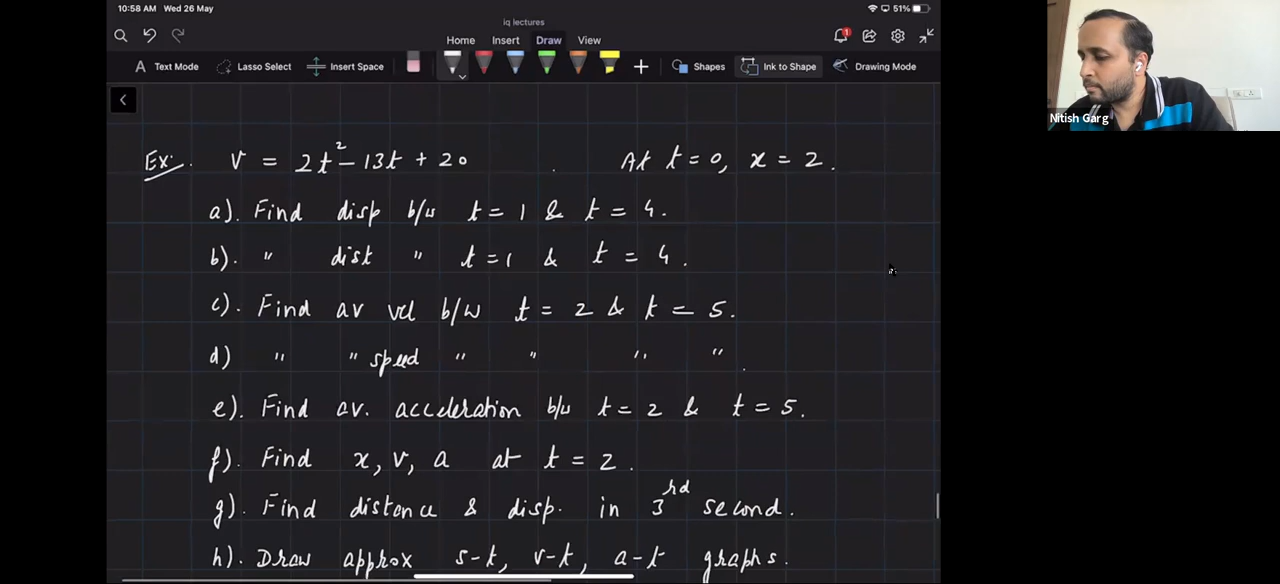 10:58 AM Wed 26 May
51%
iq lectures
Home Insert Draw View
1
A Text Mode Lasso Select Insert Space Shapes Ink to Shape Drawing Mode
Nitish Garg
Ex: v = 2t² - 13t + 20 . At t = 0, x = 2.
a). Find disp b/w t = 1 & t = 4.
b). " dist " t = 1 & t = 4.
c). Find av vel b/w t = 2 & t = 5.
d) " " speed " " " "
e). Find av. acceleration b/w t = 2 & t = 5.
f). Find x, v, a at t = 2.
g). Find distance & disp. in 3rd second.
h). Draw approx s-t, v-t, a-t graphs.